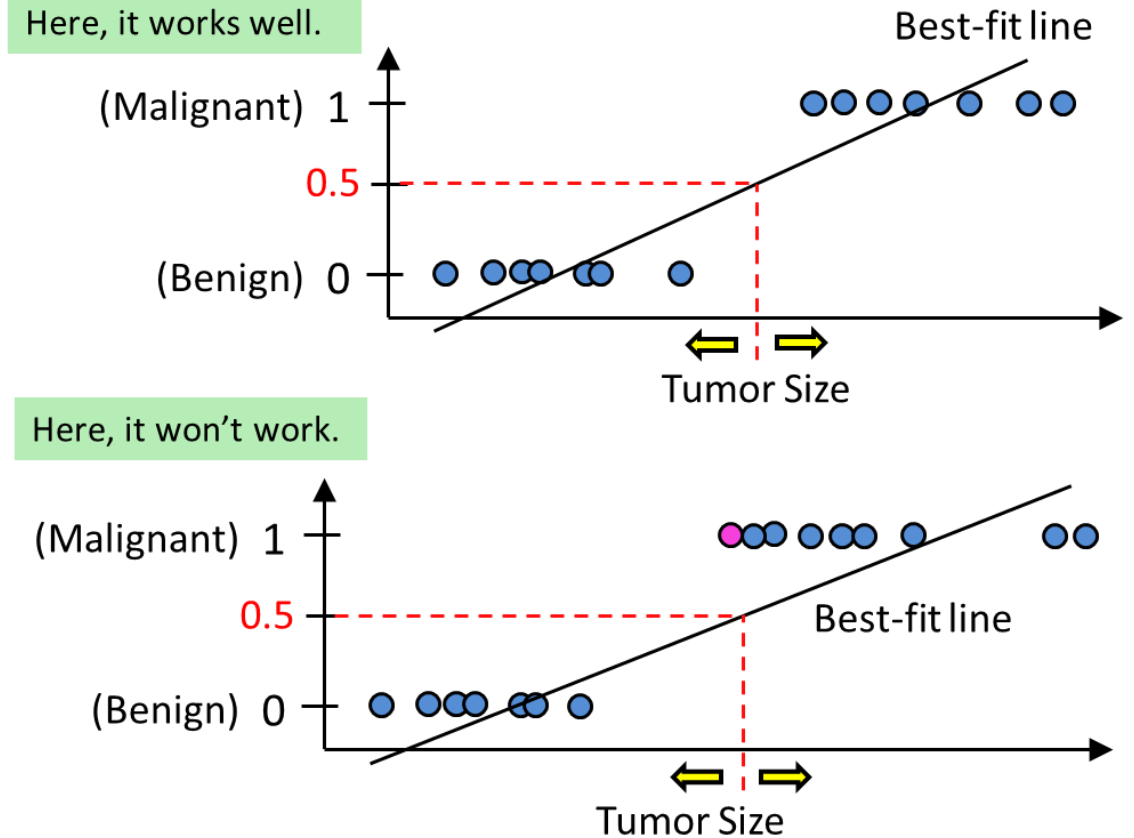 Here, it works well.
Best-fit line
(Malignant) 1
0.5
(Benign) 0
Tumor Size
Here, it won’t work.
(Malignant) 1
0.5
Best-fit line
(Benign) 0
Tumor Size